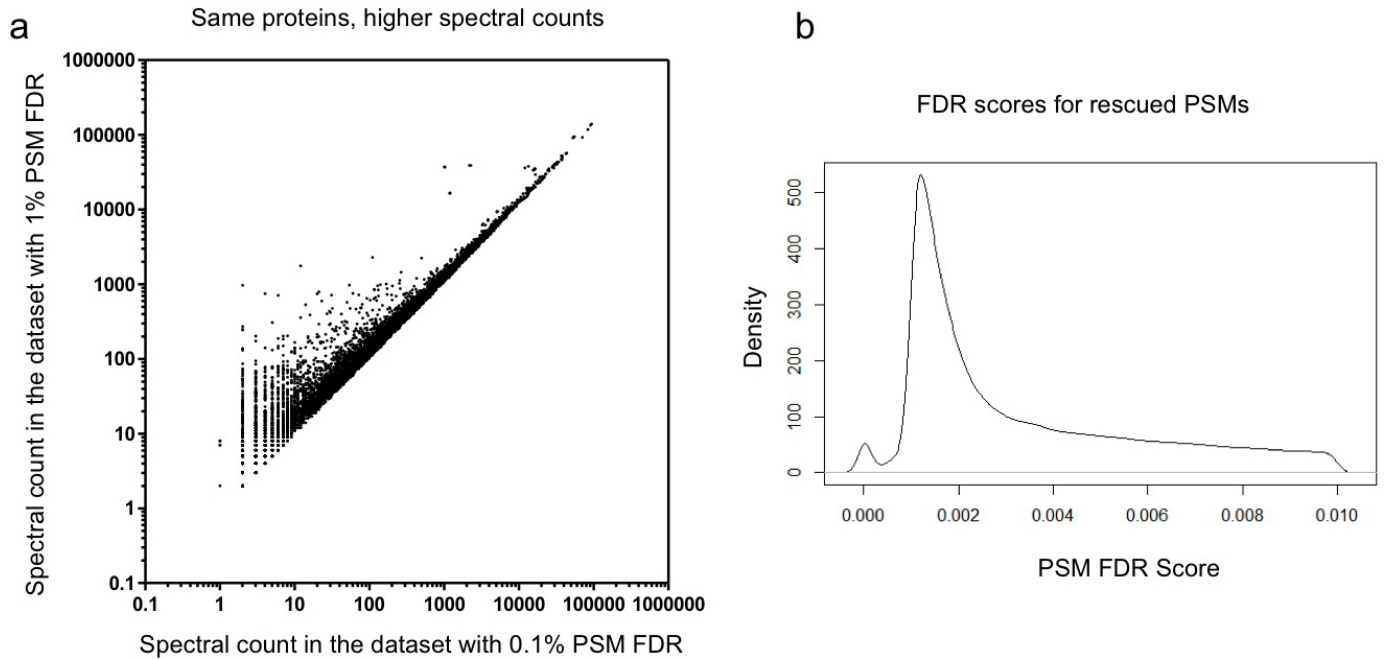 a
Same proteins, higher spectral counts
Spectral count in the dataset with 1% PSM FDR
1000000
100000
10000
1000
100
10
1
0.1
0.1 1 10 100 1000 10000 100000 1000000
Spectral count in the dataset with 0.1% PSM FDR
b
FDR scores for rescued PSMs
Density
500
400
300
200
100
0
0.000 0.002 0.004 0.006 0.008 0.010
PSM FDR Score